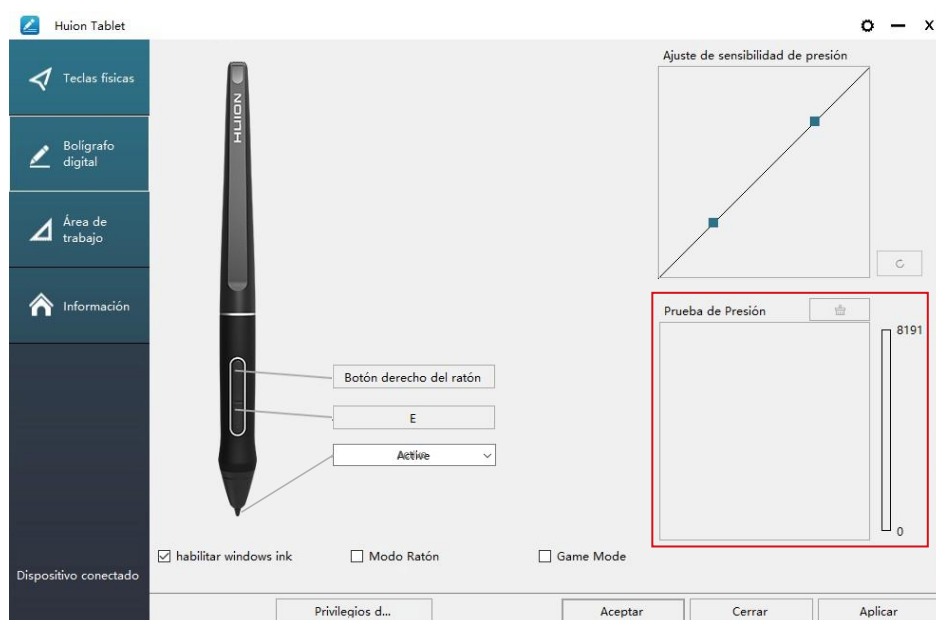 Huion Tablet
Teclas físicas
Bolígrafo
digital
Área de
trabajo
Información
Dispositivo conectado
HUION
Botón derecho del ratón
E
Active
habilitar windows ink
Modo Ratón
Game Mode
Ajuste de sensibilidad de presión
Prueba de Presión
8191
0
Privilegios d...
Aceptar
Cerrar
Aplicar